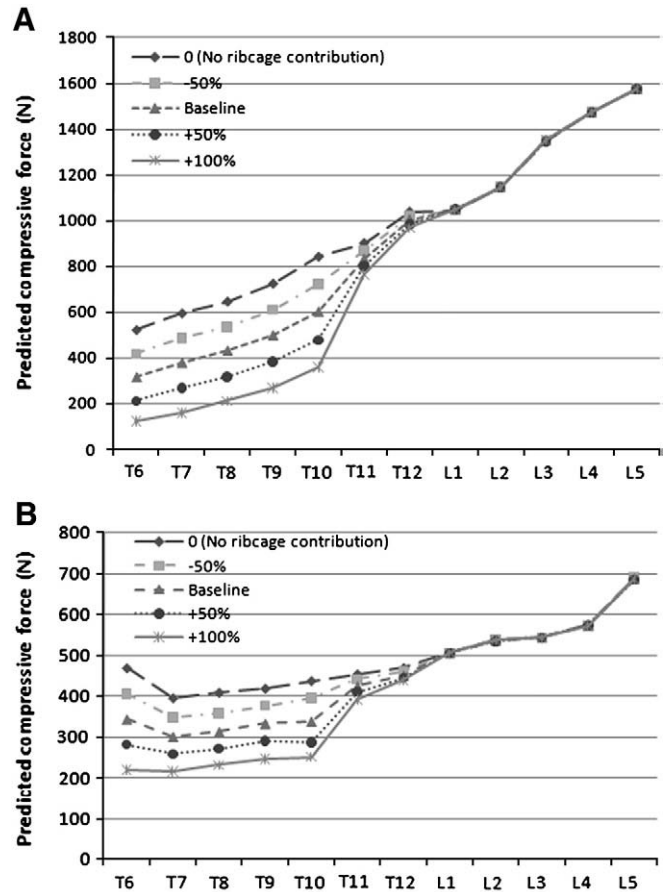 A
Predicted compressive force (N)
1800
1600
1400
1200
1000
800
600
400
200
0
0 (No ribcage contribution)
-50%
Baseline
+50%
+100%
T6 T7 T8 T9 T10 T11 T12 L1 L2 L3 L4 L5
B
Predicted compressive force (N)
800
700
600
500
400
300
200
100
0
0 (No ribcage contribution)
-50%
Baseline
+50%
+100%
T6 T7 T8 T9 T10 T11 T12 L1 L2 L3 L4 L5